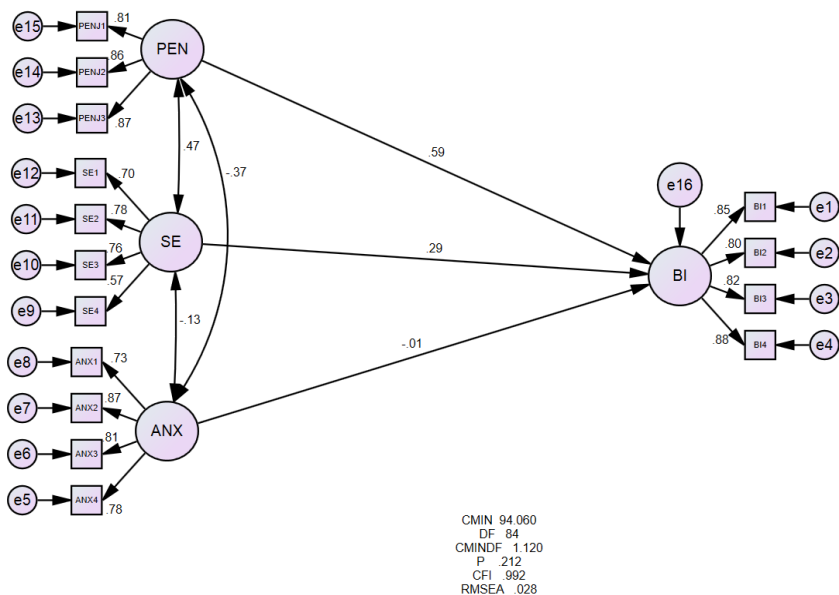 e15 PENJ1 .81
e14 PENJ2 .86
e13 PENJ3 .87
PEN
.47
-.37
.59
e12 SE1 .70
e11 SE2 .78
e10 SE3 .76
e9 SE4 .57
SE
-.13
.29
e8 ANX1 .73
e7 ANX2 .87
e6 ANX3 .81
e5 ANX4 .78
ANX
-.01
e16
BI
.85 BI1 e1
.80 BI2 e2
.82 BI3 e3
.88 BI4 e4
CMIN 94.060
DF 84
CMINDF 1.120
P .212
CFI .992
RMSEA .028